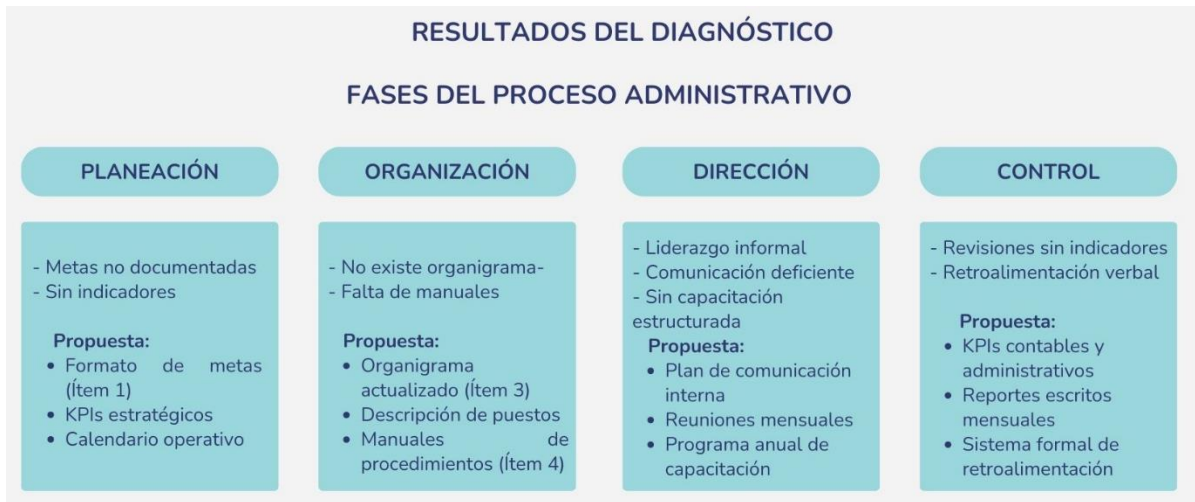 RESULTADOS DEL DIAGNÓSTICO
FASES DEL PROCESO ADMINISTRATIVO
PLANEACIÓN
- Metas no documentadas
- Sin indicadores
Propuesta:
• Formato de metas
(Ítem 1)
• KPIs estratégicos
• Calendario operativo
ORGANIZACIÓN
- No existe organigrama-
- Falta de manuales
Propuesta:
• Organigrama
actualizado (Ítem 3)
• Descripción de puestos
• Manuales de
procedimientos (Ítem 4)
DIRECCIÓN
- Liderazgo informal
- Comunicación deficiente
- Sin capacitación
estructurada
Propuesta:
• Plan de comunicación
interna
• Reuniones mensuales
• Programa anual de
capacitación
CONTROL
- Revisiones sin indicadores
- Retroalimentación verbal
Propuesta:
• KPIs contables y
administrativos
• Reportes escritos
mensuales
• Sistema formal de
retroalimentación